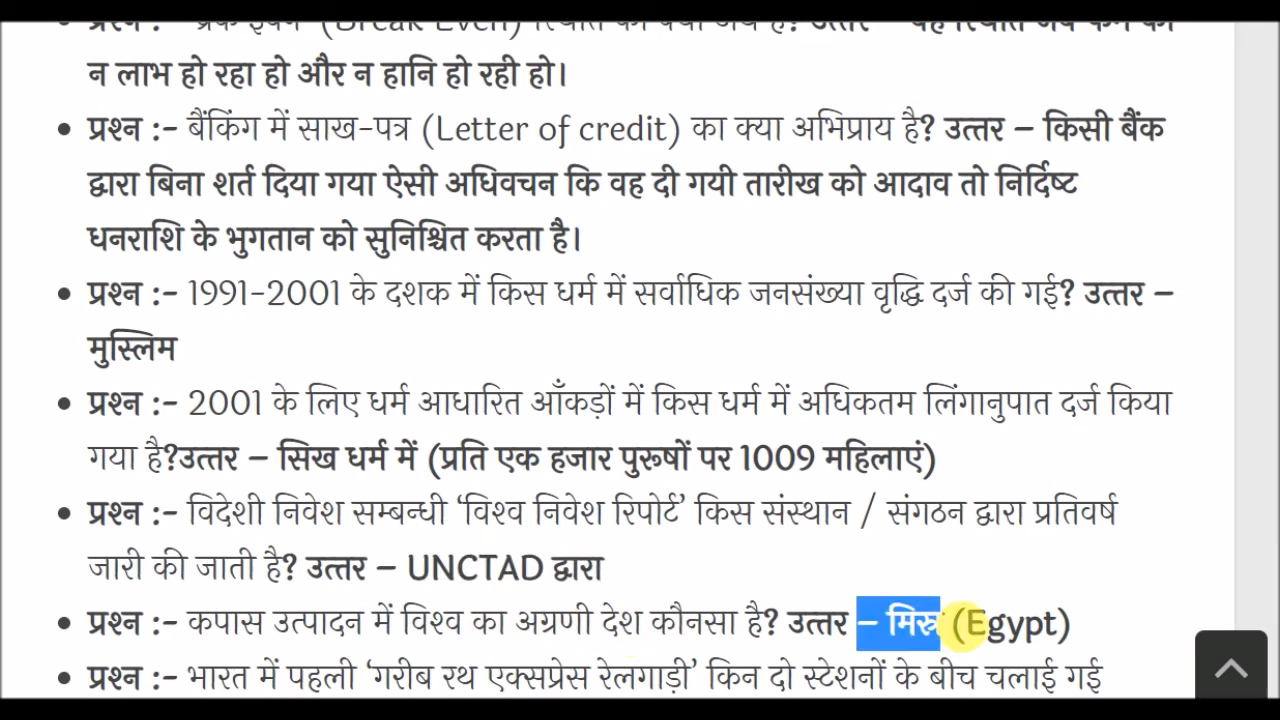 न लाभ हो रहा हो और न हानि हो रही हो।
प्रश्न :- बैंकिंग में साख-पत्र (Letter of credit) का क्या अभिप्राय है? उत्तर – किसी बैंक
द्वारा बिना शर्त दिया गया ऐसी अधिवचन कि वह दी गयी तारीख को आदाव तो निर्दिष्ट
धनराशि के भुगतान को सुनिश्चित करता है।
प्रश्न :- 1991-2001 के दशक में किस धर्म में सर्वाधिक जनसंख्या वृद्धि दर्ज की गई? उत्तर –
मुस्लिम
प्रश्न :- 2001 के लिए धर्म आधारित आँकड़ों में किस धर्म में अधिकतम लिंगानुपात दर्ज किया
गया है?उत्तर – सिख धर्म में (प्रति एक हजार पुरूषों पर 1009 महिलाएं)
प्रश्न :- विदेशी निवेश सम्बन्धी ‘विश्व निवेश रिपोर्ट’ किस संस्थान / संगठन द्वारा प्रतिवर्ष
जारी की जाती है? उत्तर – UNCTAD द्वारा
प्रश्न :- कपास उत्पादन में विश्व का अग्रणी देश कौनसा है? उत्तर – मिस्र (Egypt)
प्रश्न :- भारत में पहली ‘गरीब रथ एक्सप्रेस रेलगाड़ी’ किन दो स्टेशनों के बीच चलाई गई